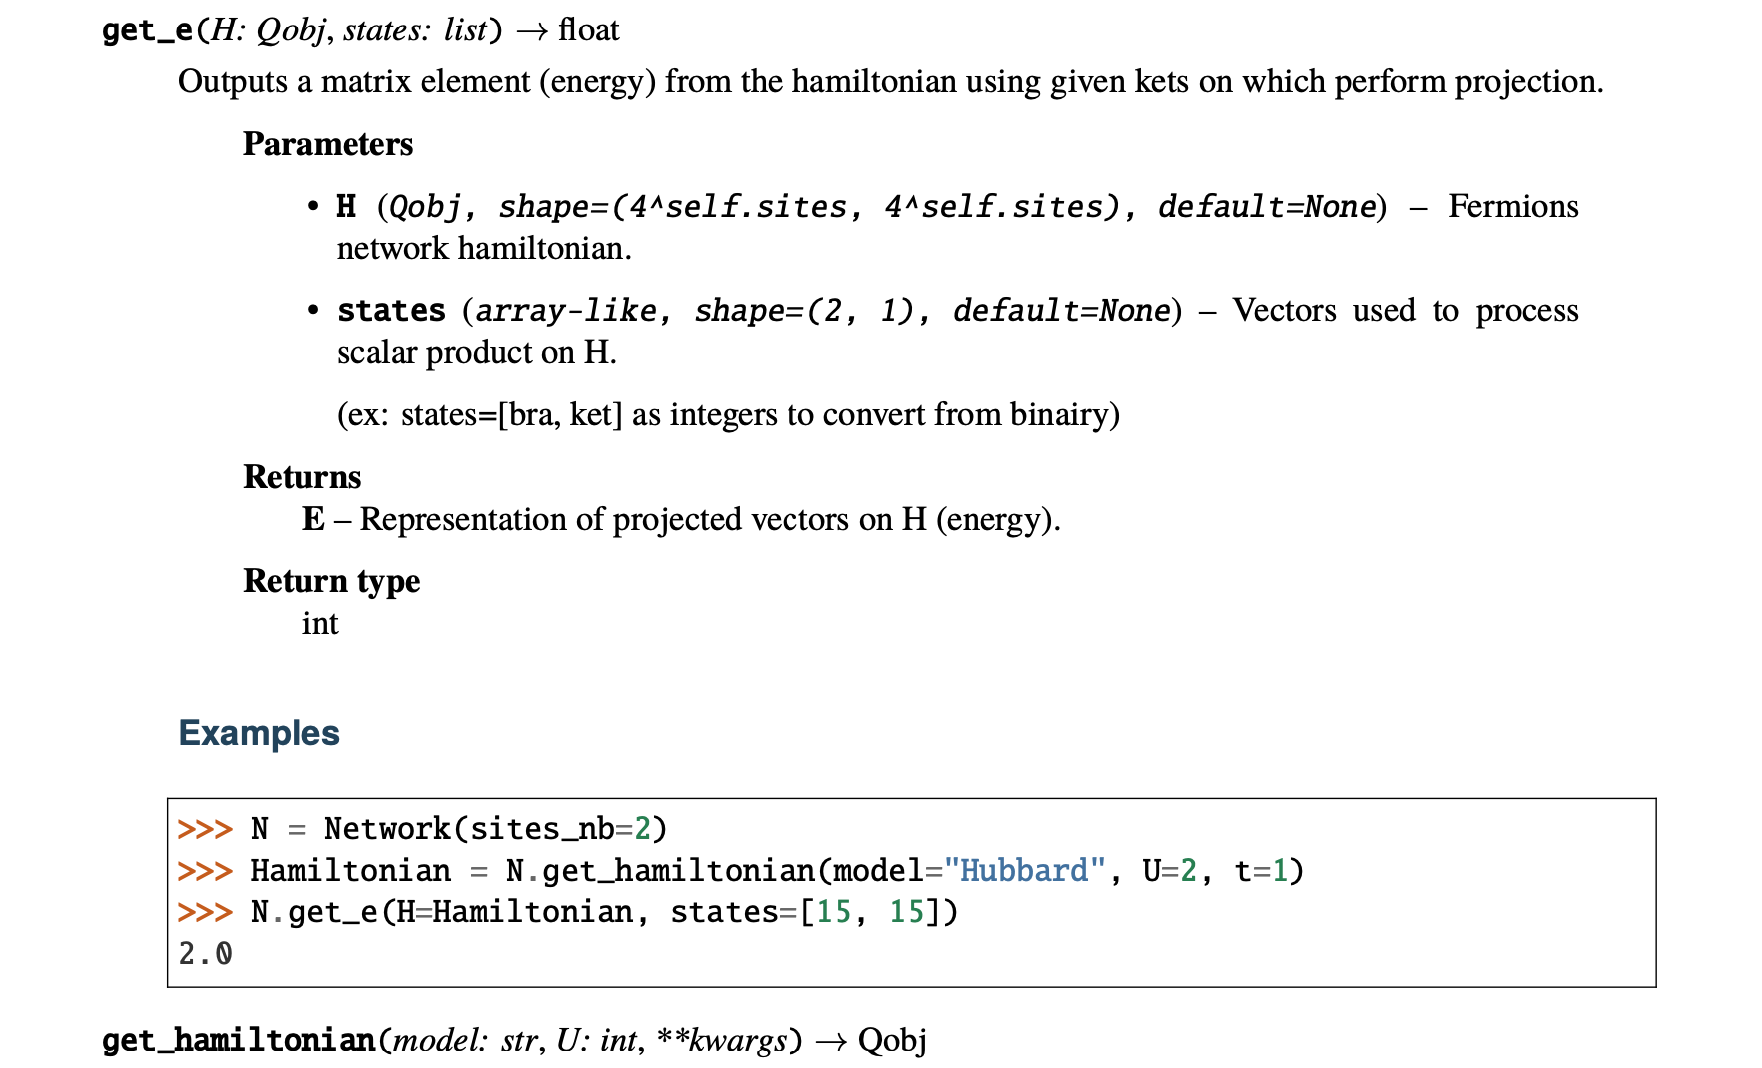 get_e(H: Qobj, states: list) → float
Outputs a matrix element (energy) from the hamiltonian using given kets on which perform projection.
Parameters
• H (Qobj, shape=(4^self.sites, 4^self.sites), default=None) – Fermions
network hamiltonian.
• states (array-like, shape=(2, 1), default=None) – Vectors used to process
scalar product on H.
(ex: states=[bra, ket] as integers to convert from binairy)
Returns
E – Representation of projected vectors on H (energy).
Return type
int
Examples
>>> N = Network(sites_nb=2)
>>> Hamiltonian = N.get_hamiltonian(model="Hubbard", U=2, t=1)
>>> N.get_e(H=Hamiltonian, states=[15, 15])
2.0
get_hamiltonian(model: str, U: int, **kwargs) → Qobj